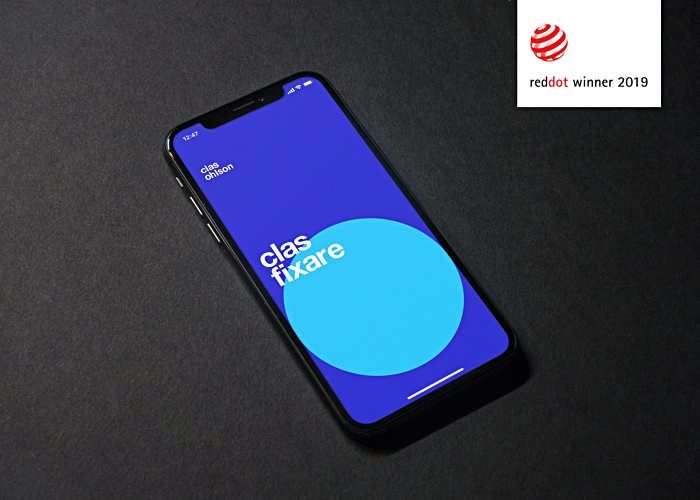 reddot winner 2019
12:47
clas
ohlson
clas
fixare